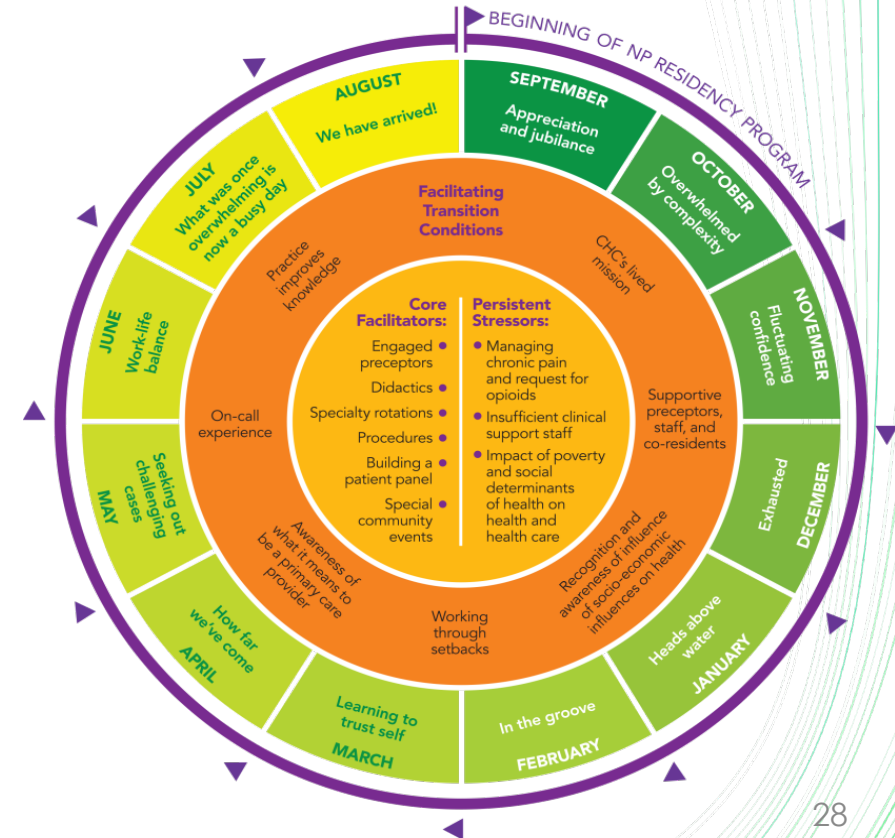 BEGINNING OF NP RESIDENCY PROGRAM
SEPTEMBER
Appreciation
and jubilance
OCTOBER
Overwhelmed
by complexity
NOVEMBER
Fluctuating
confidence
DECEMBER
Exhausted
JANUARY
Heads above
water
FEBRUARY
In the groove
MARCH
Learning to
trust self
APRIL
How far
we've come
MAY
Seeking out
challenging
cases
JUNE
Work-life
balance
JULY
What was once
overwhelming is
now a busy day
AUGUST
We have arrived!
Facilitating
Transition
Conditions
CHC's lived
mission
Supportive
preceptors,
staff, and
co-residents
Recognition and
awareness of influence
of socio-economic
influences on health
Working
through
setbacks
Awareness of
what it means to
be a primary care
provider
On-call
experience
Practice
improves
knowledge
Core
Facilitators:
Engaged •
preceptors
Didactics •
Specialty rotations •
Procedures •
Building a •
patient panel
Special •
community
events
Persistent
Stressors:
• Managing
chronic pain
and request for
opioids
• Insufficient clinical
support staff
• Impact of poverty
and social
determinants
of health on
health and
health care
28